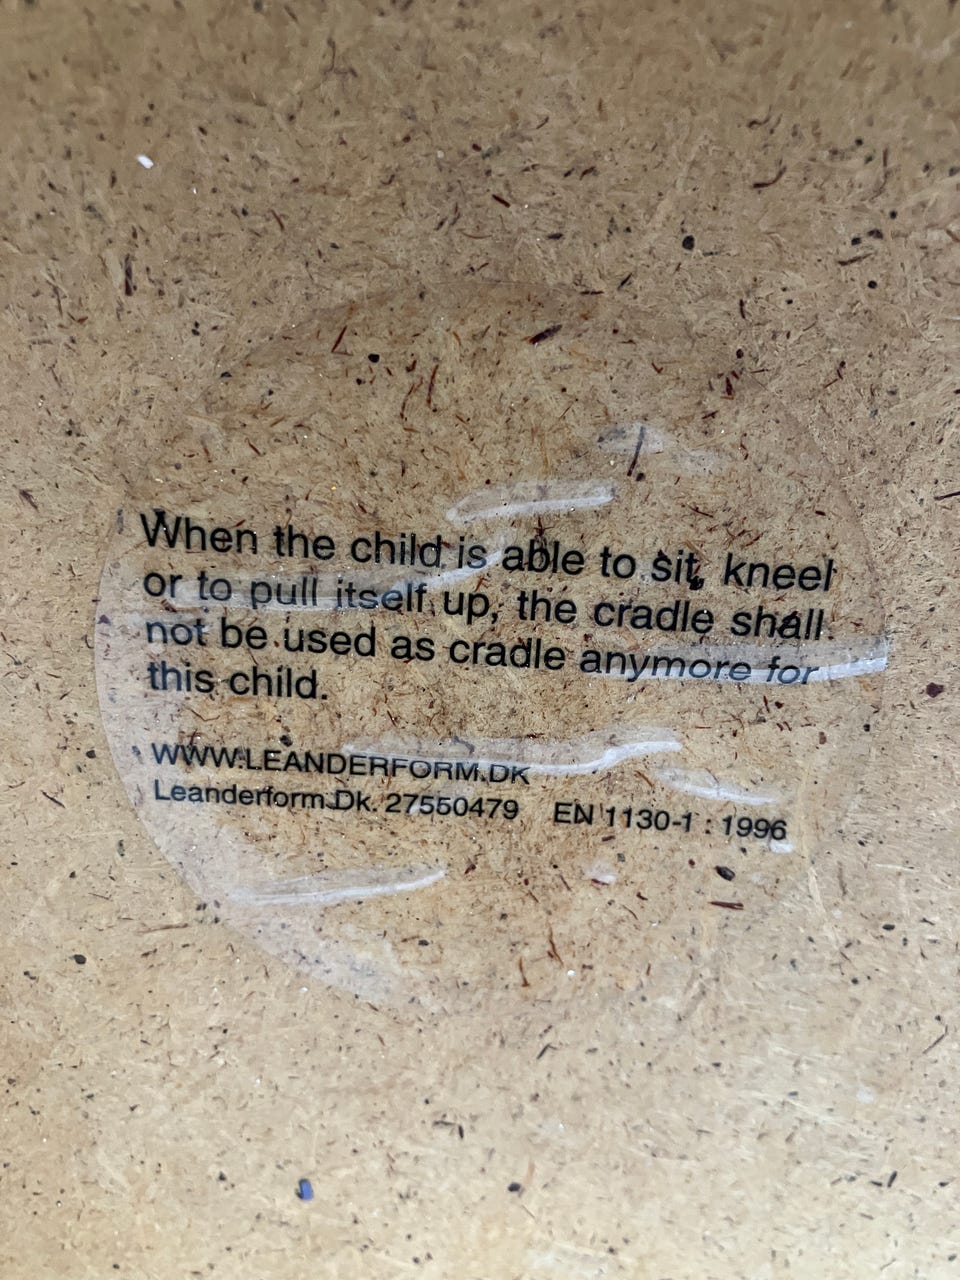 When the child is able to sit, kneel
or to pull itself up, the cradle shall
not be used as cradle anymore for
this child.
WWW.LEANDERFORM.DK
Leanderform.Dk. 27550479 EN 1130-1 : 1996